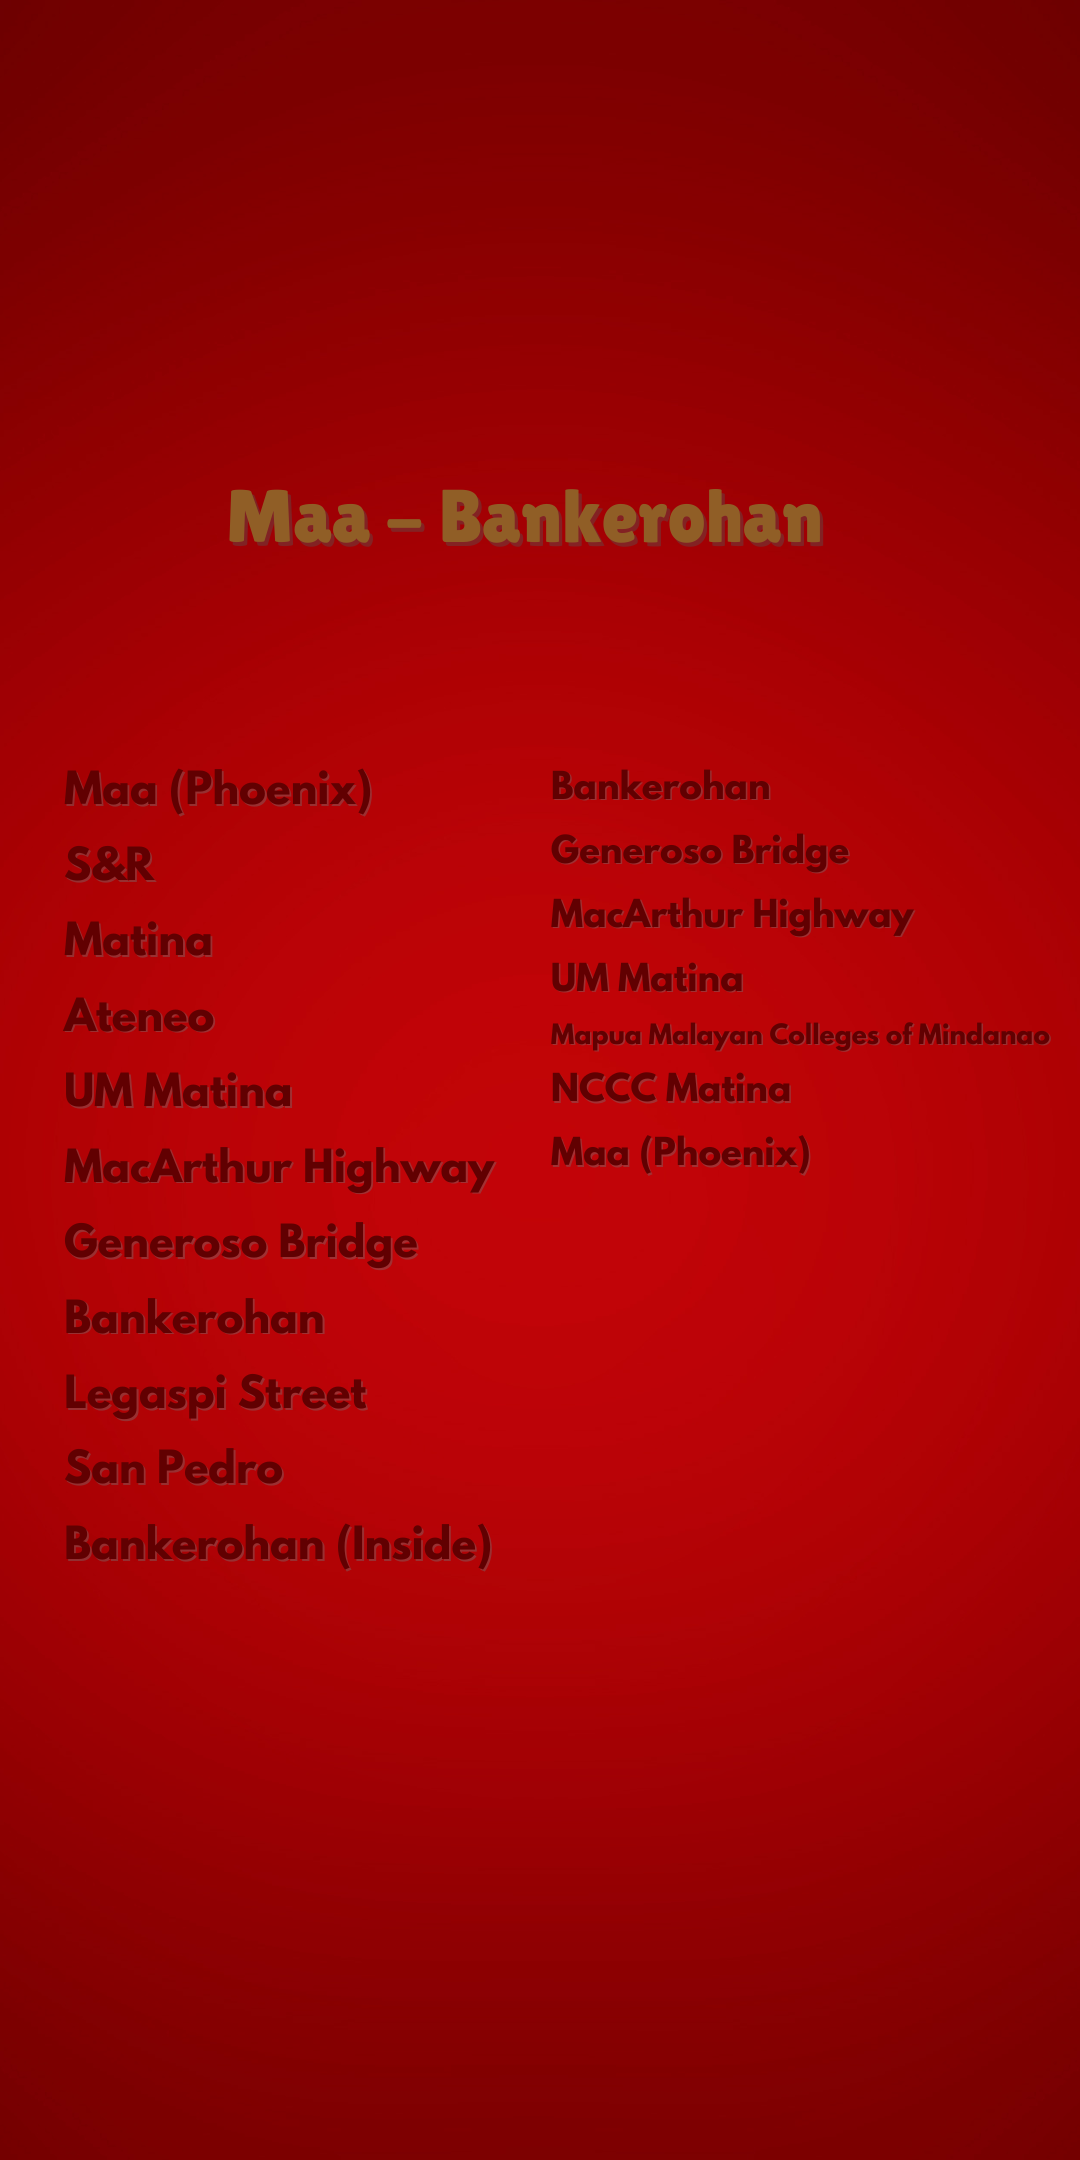 Maa - Bankerohan
Maa (Phoenix)
S&R
Matina
Ateneo
UM Matina
MacArthur Highway
Generoso Bridge
Bankerohan
Legaspi Street
San Pedro
Bankerohan (Inside)
Bankerohan
Generoso Bridge
MacArthur Highway
UM Matina
Mapua Malayan Colleges of Mindanao
NCCC Matina
Maa (Phoenix)